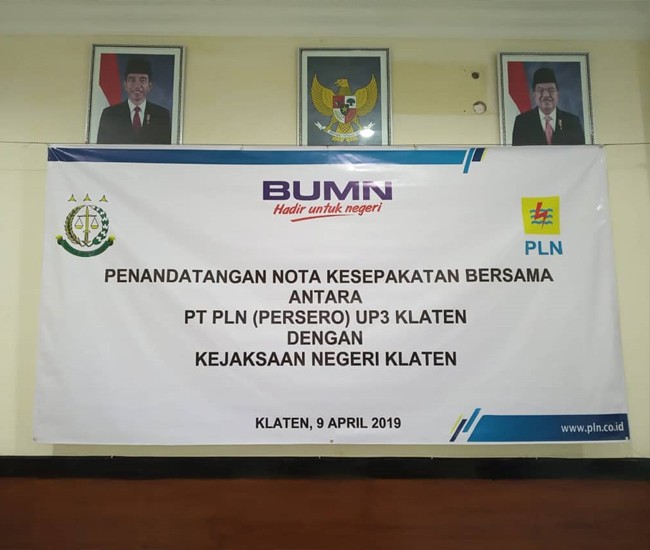 BUMN
Hadir untuk negeri
PLN
PENANDATANGAN NOTA KESEPAKATAN BERSAMA
ANTARA
PT PLN (PERSERO) UP3 KLATEN
DENGAN
KEJAKSAAN NEGERI KLATEN
KLATEN, 9 APRIL 2019
www.pln.co.id